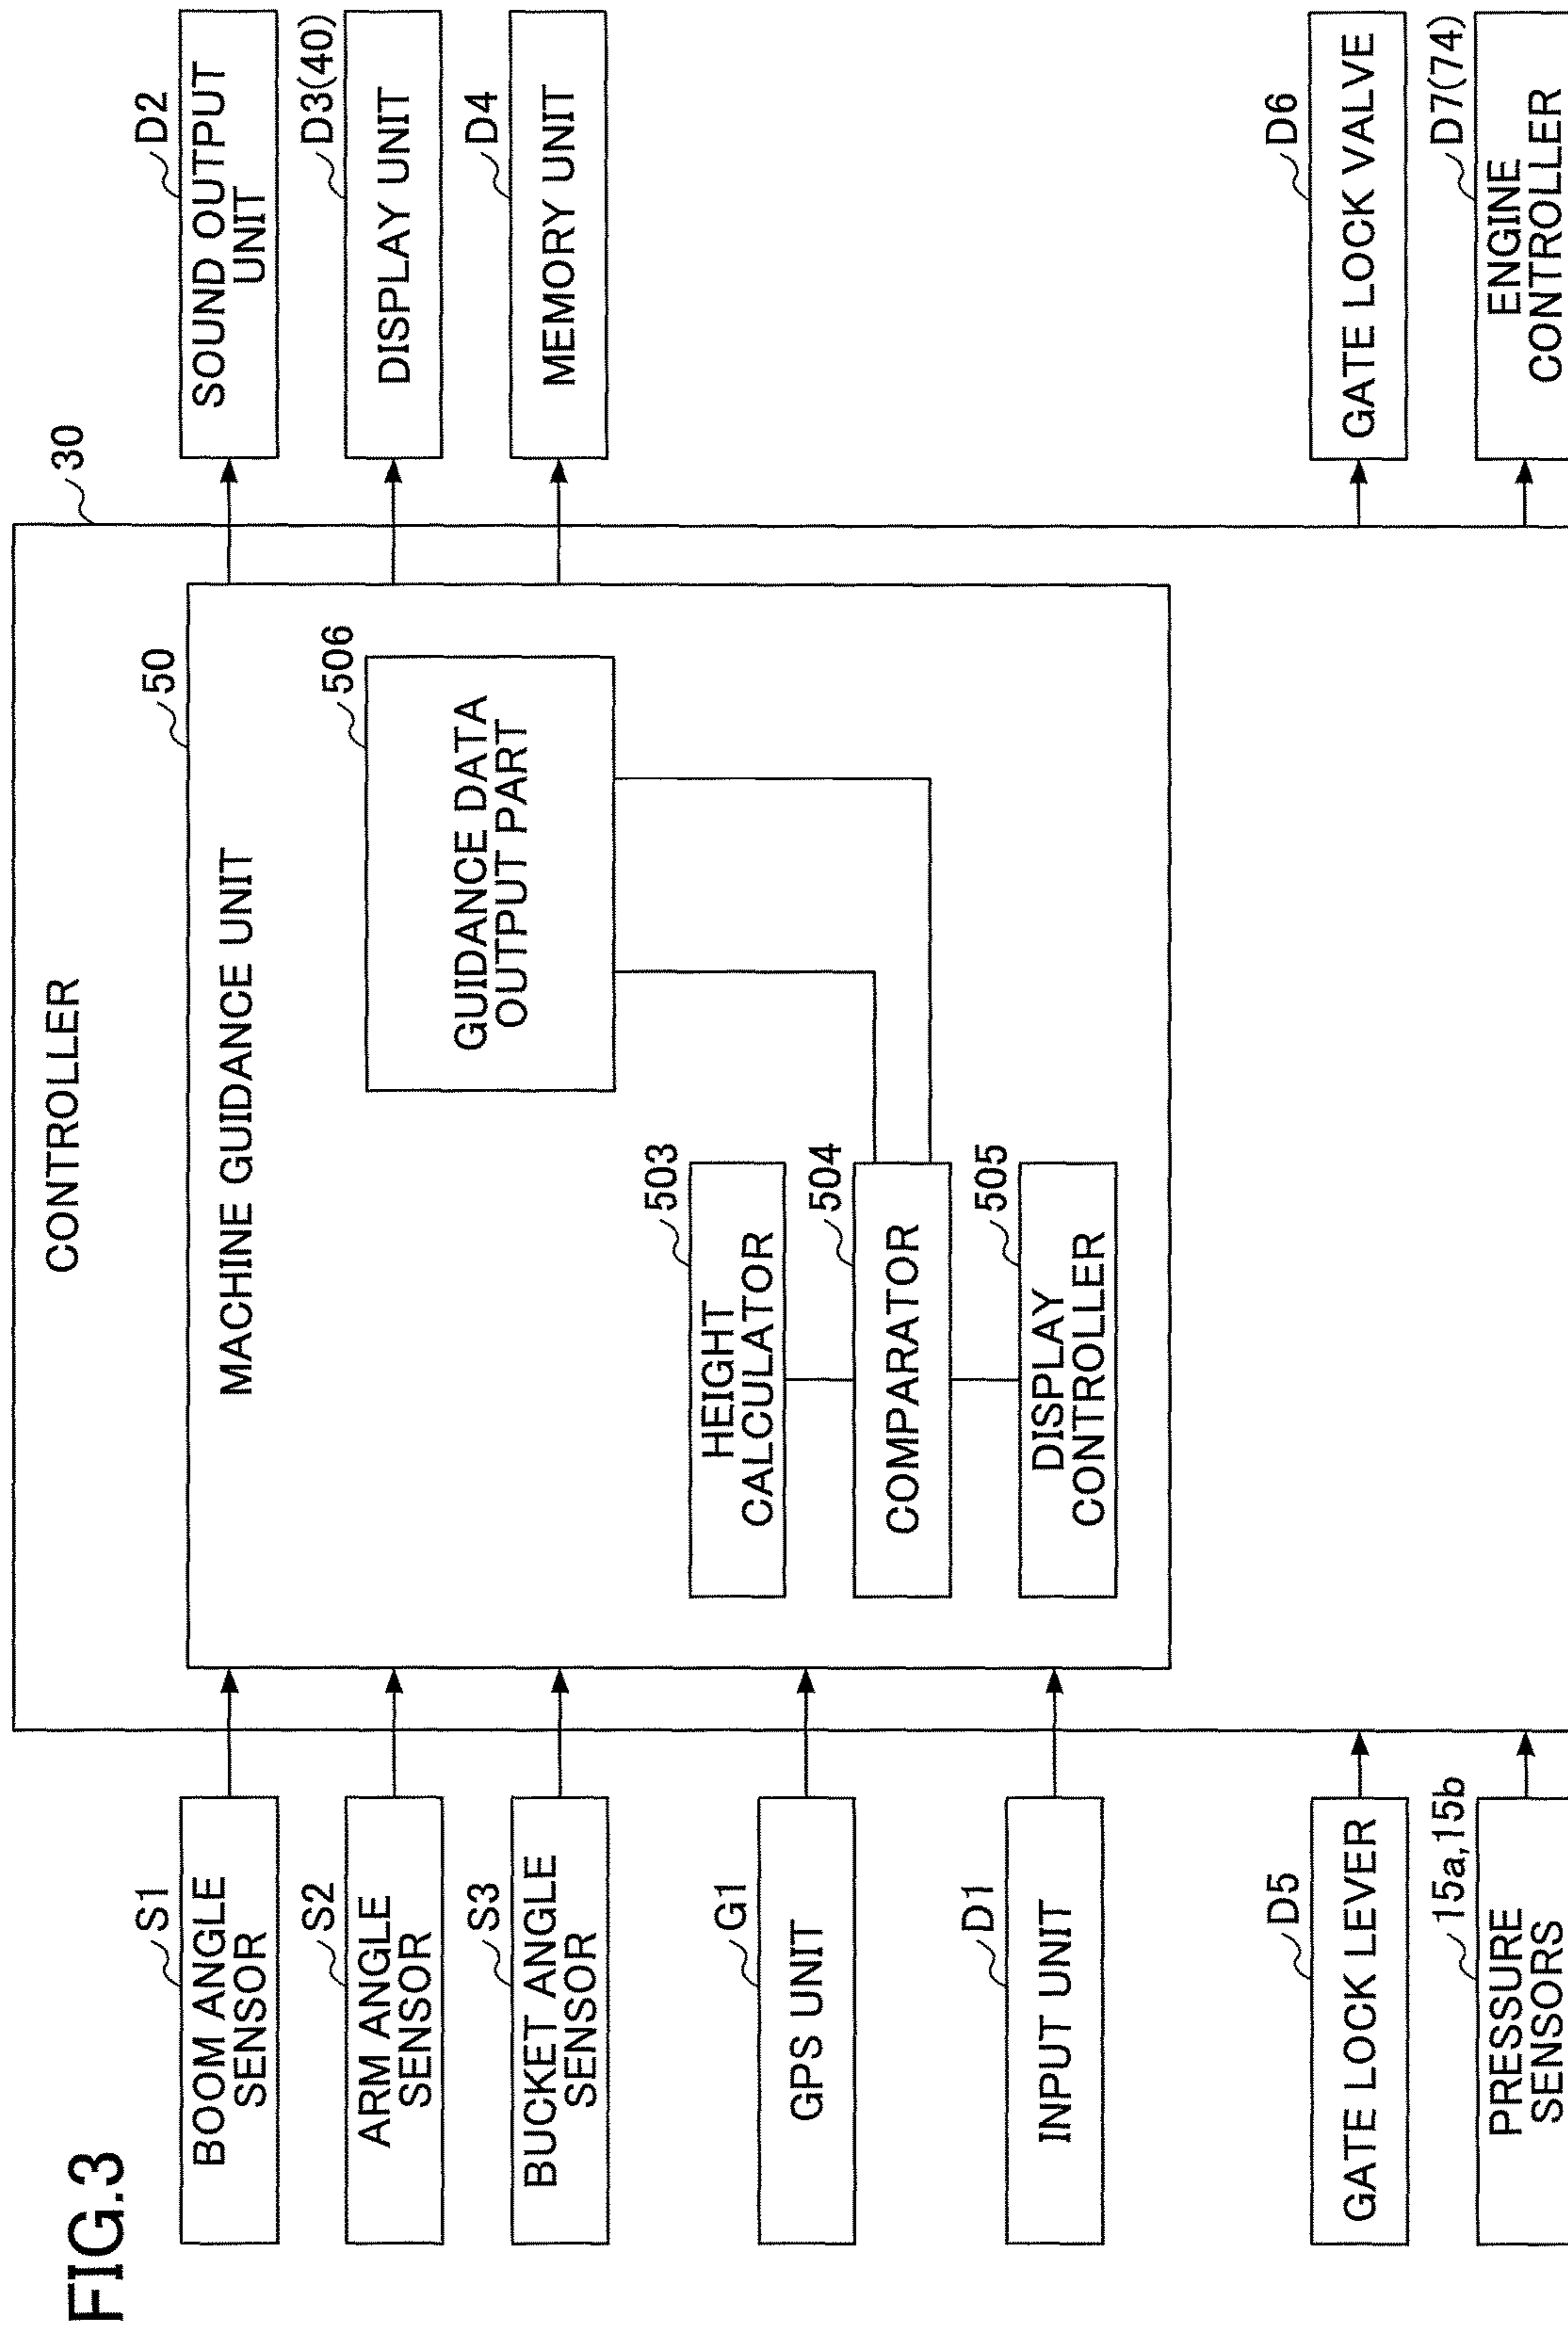 FIG.3
CONTROLLER
30
MACHINE GUIDANCE UNIT
50
S1
BOOM ANGLE
SENSOR
S2
ARM ANGLE
SENSOR
S3
BUCKET ANGLE
SENSOR
G1
GPS UNIT
D1
INPUT UNIT
D5
GATE LOCK LEVER
15a,15b
PRESSURE
SENSORS
503
HEIGHT
CALCULATOR
504
COMPARATOR
505
DISPLAY
CONTROLLER
506
GUIDANCE DATA
OUTPUT PART
D2
SOUND OUTPUT
UNIT
D3(40)
DISPLAY UNIT
D4
MEMORY UNIT
D6
GATE LOCK VALVE
D7(74)
ENGINE
CONTROLLER